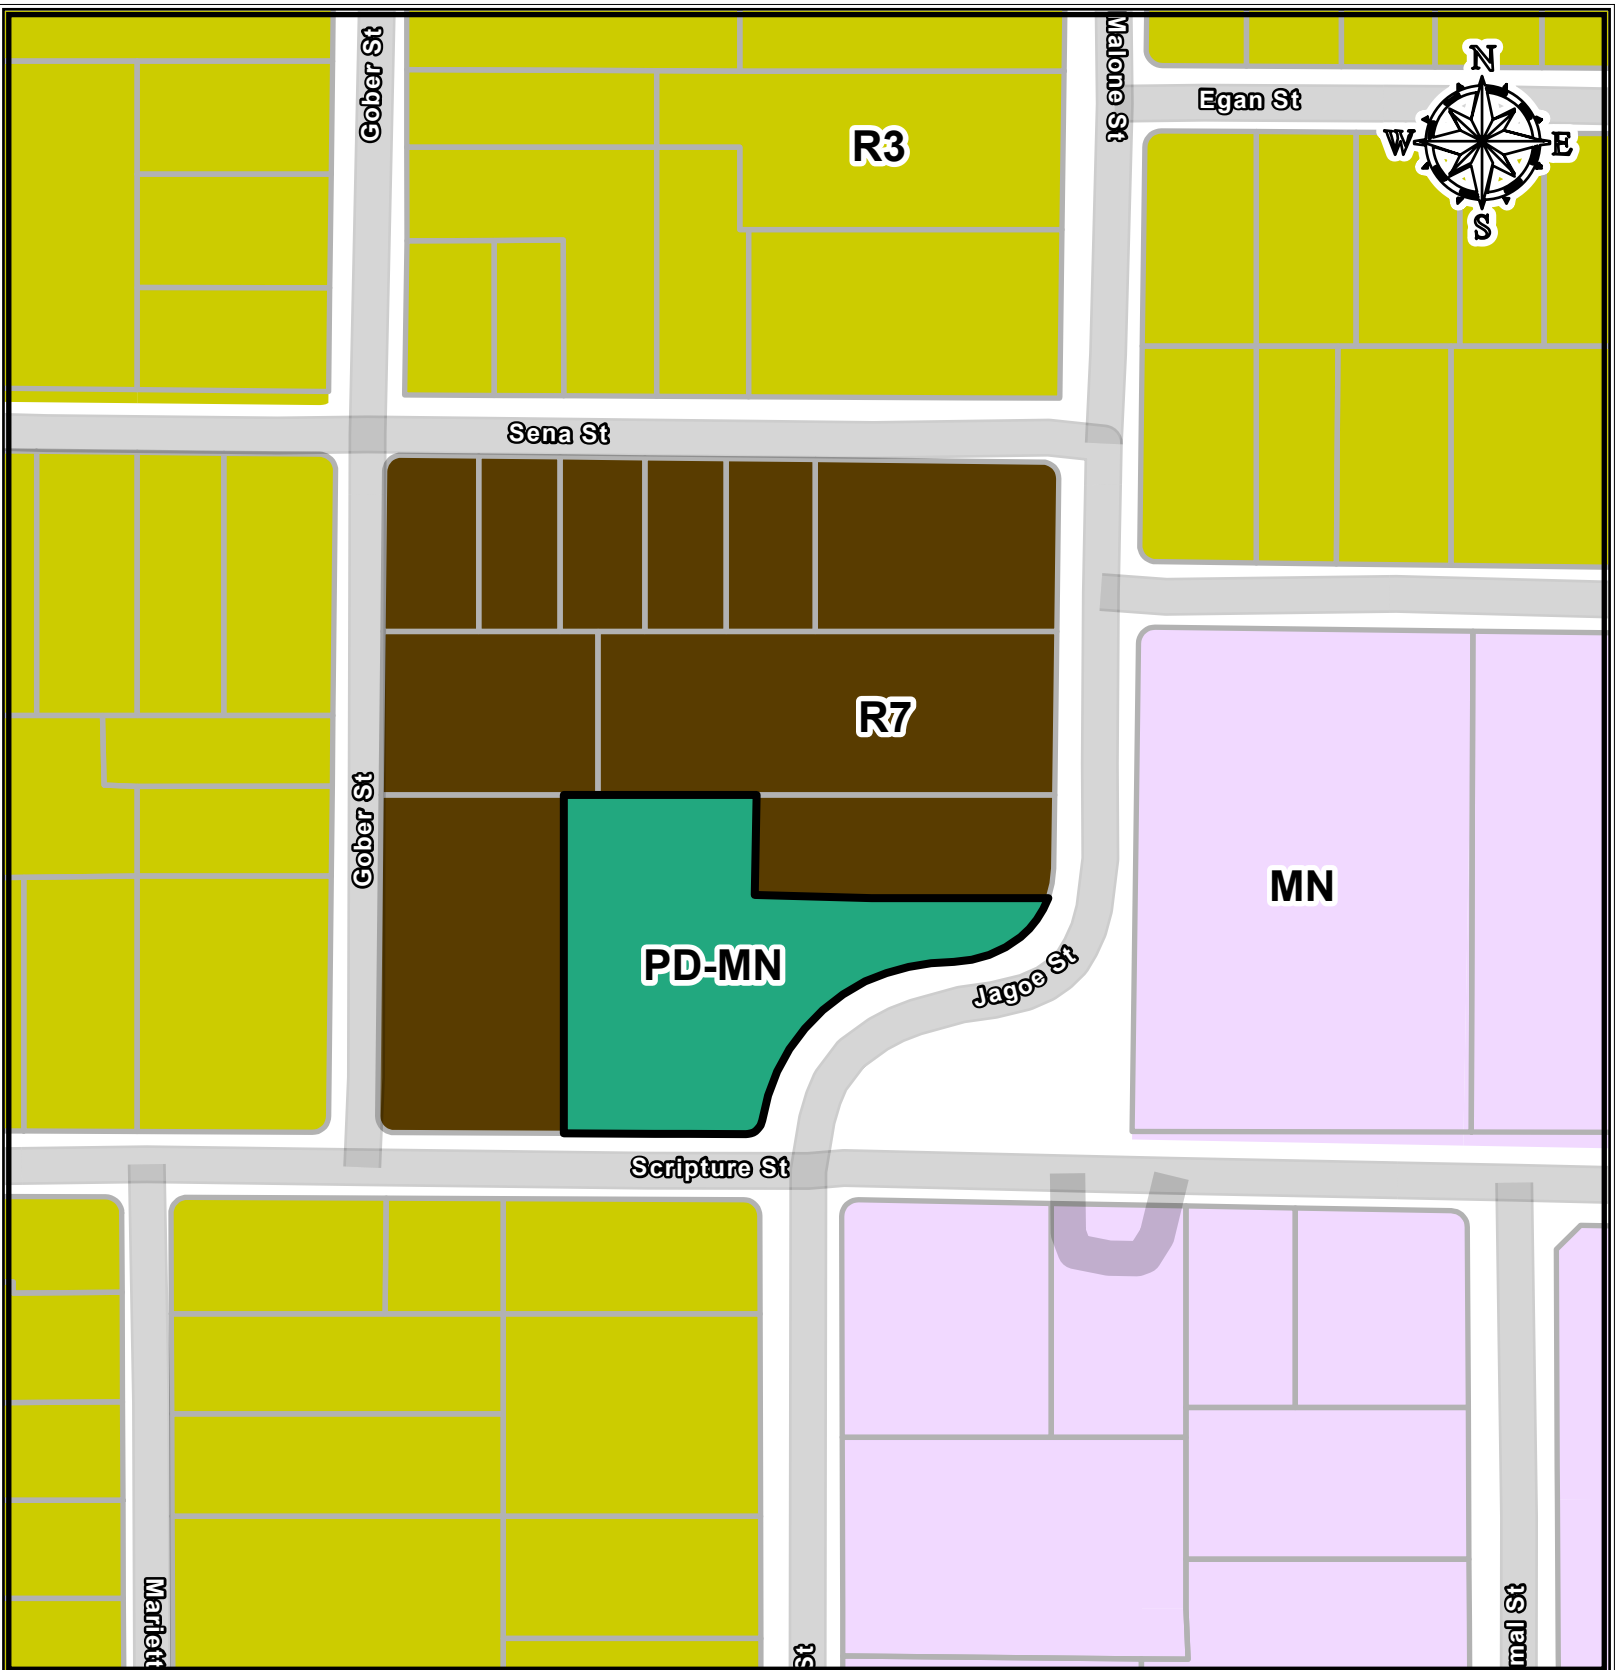 Gober St
Malone St
Egan St
N
W
E
S
R3
Sena St
R7
Gober St
MN
PD-MN
Jagoe St
Scripture St
St